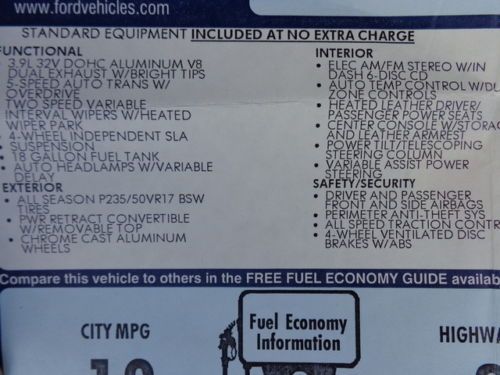 www.fordvehicles.com
STANDARD EQUIPMENT INCLUDED AT NO EXTRA CHARGE
FUNCTIONAL
• 3.9L 32V DOHC ALUMINUM V8
• DUAL EXHAUST W/BRIGHT TIPS
• 5-SPEED AUTO TRANS W/
OVERDRIVE
• TWO SPEED VARIABLE
INTERVAL WIPERS W/HEATED
WIPER PARK
• 4-WHEEL INDEPENDENT SLA
• SUSPENSION
• 18 GALLON FUEL TANK
• AUTO HEADLAMPS W/VARIABLE
DELAY
EXTERIOR
• ALL SEASON P235/50VR17 BSW
TIRES
• PWR RETRACT CONVERTIBLE
W/REMOVABLE TOP
• CHROME CAST ALUMINUM
WHEELS
INTERIOR
• ELEC AM/FM STEREO W/IN
DASH 6-DISC CD
• AUTO TEMP CONTROL W/DU
ZONE CONTROLS
• HEATED LEATHER DRIVER/
PASSENGER POWER SEATS
• CENTER CONSOLE W/STORAG
AND LEATHER ARMREST
• POWER TILT/TELESCOPING
STEERING COLUMN
• VARIABLE ASSIST POWER
STEERING
SAFETY/SECURITY
• DRIVER AND PASSENGER
FRONT AND SIDE AIRBAGS
• PERIMETER ANTI-THEFT SYS
• ALL SPEED TRACTION CONTR
• 4-WHEEL VENTILATED DISC
BRAKES W/ABS
Compare this vehicle to others in the FREE FUEL ECONOMY GUIDE availab
CITY MPG
Fuel Economy
Information
HIGHWA